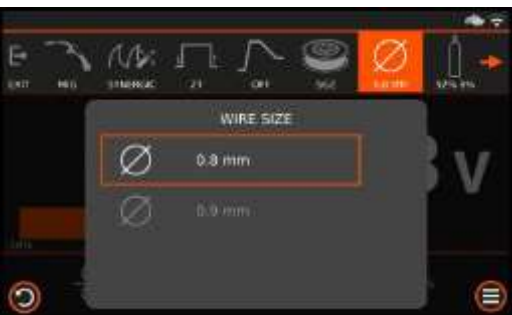 EXIT MIG SYNERGIC 2T OFF
WIRE SIZE
0.8 mm
V
0.9 mm